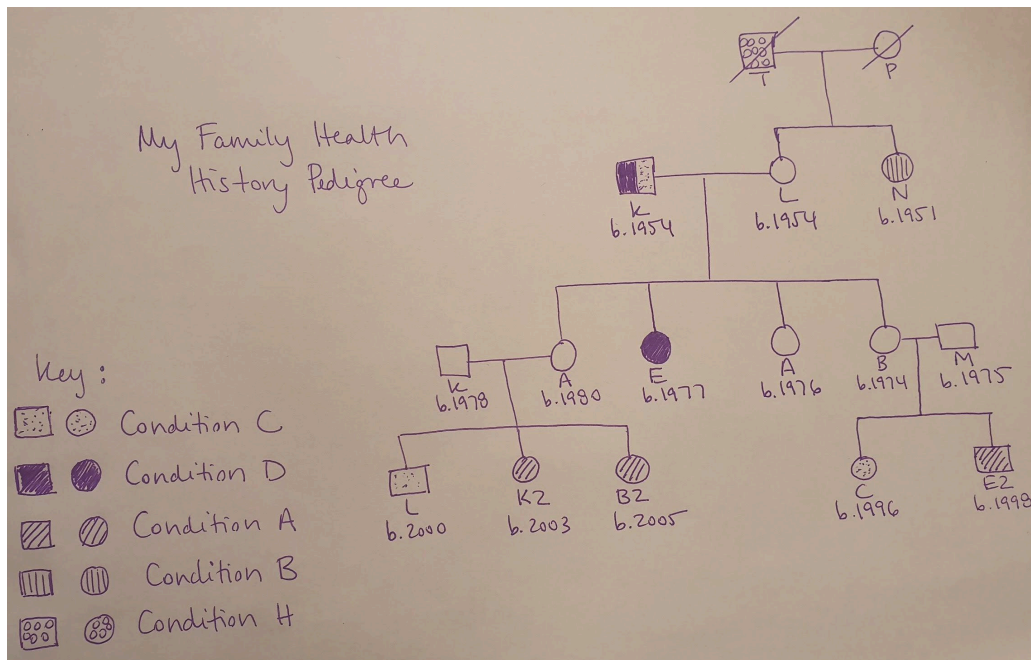 My Family Health
History Pedigree
T
P
K
b.1954
L
b.1954
N
b.1951
K
b.1978
A
b.1980
E
b.1977
A
b.1976
B
b.1974
M
b.1975
L
b.2000
K2
b.2003
B2
b.2005
C
b.1996
E2
b.1998
Key:
Condition C
Condition D
Condition A
Condition B
Condition H